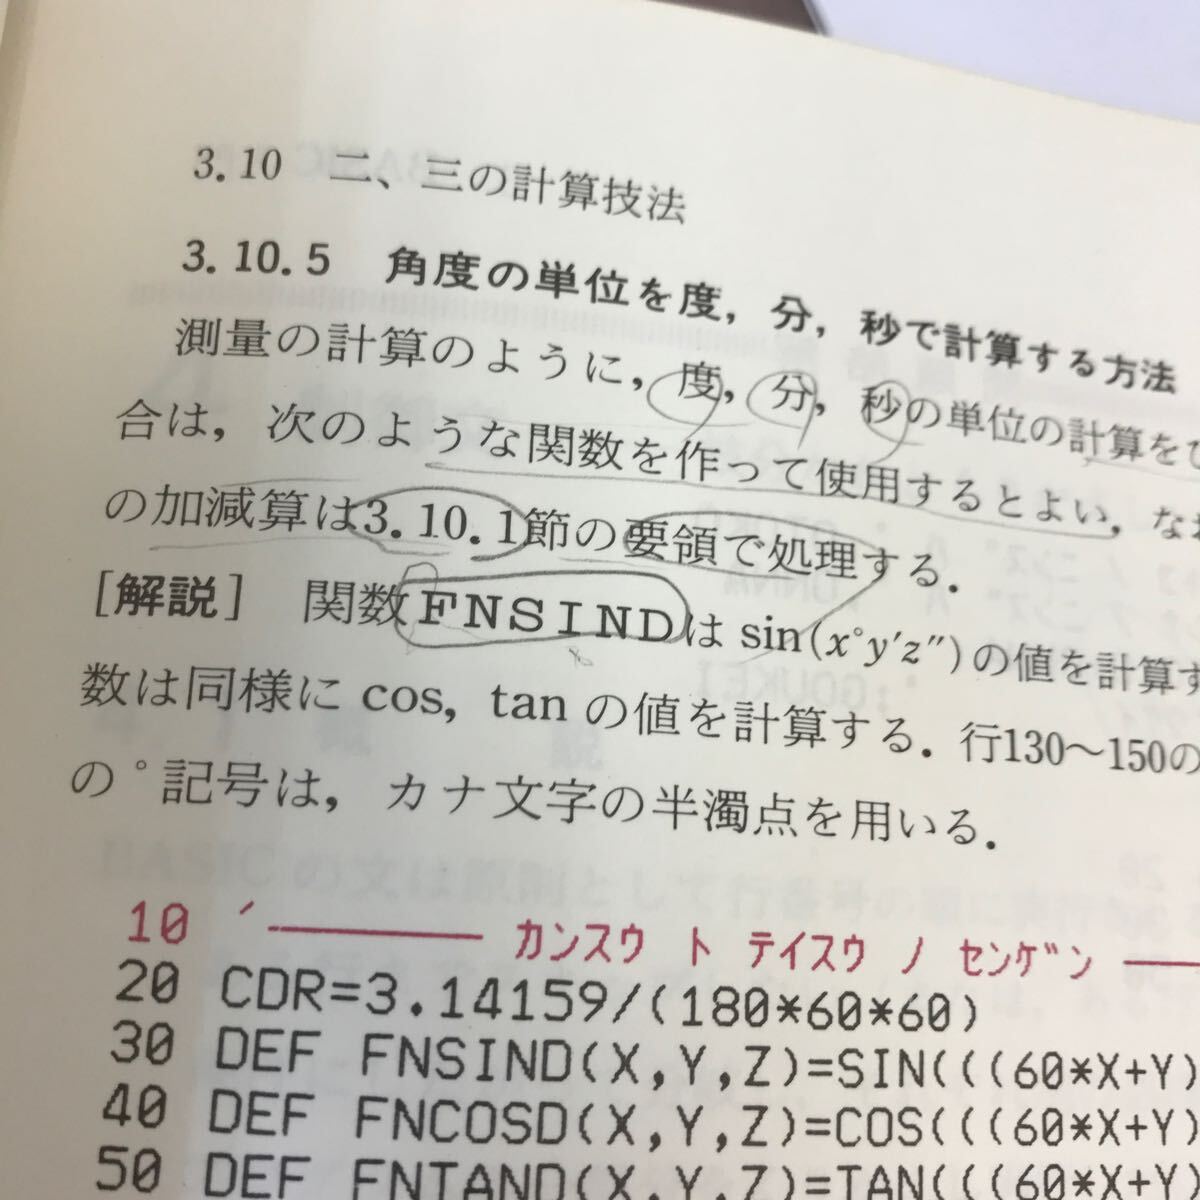 3.10 二、三の計算技法
3.10.5 角度の単位を度，分，秒で計算する方法
測量の計算のように，度，分，秒の単位の計算を
合は，次のような関数を作って使用するとよい，な
の加減算は3.10.1節の要領で処理する．
［解説］ 関数FNSINDは sin(x°y′z″)の値を計算
数は同様に cos，tan の値を計算する．行130～150の
の °記号は，カナ文字の半濁点を用いる．
10 ′ーーーー カンスウ ト テイスウ ノ センゲン ーー
20 CDR=3.14159/(180*60*60)
30 DEF FNSIND(X,Y,Z)=SIN(((60*X+Y)
40 DEF FNCOSD(X,Y,Z)=COS(((60*X+Y)
50 DEF FNTAND(X,Y,Z)=TAN(((60*X+Y)